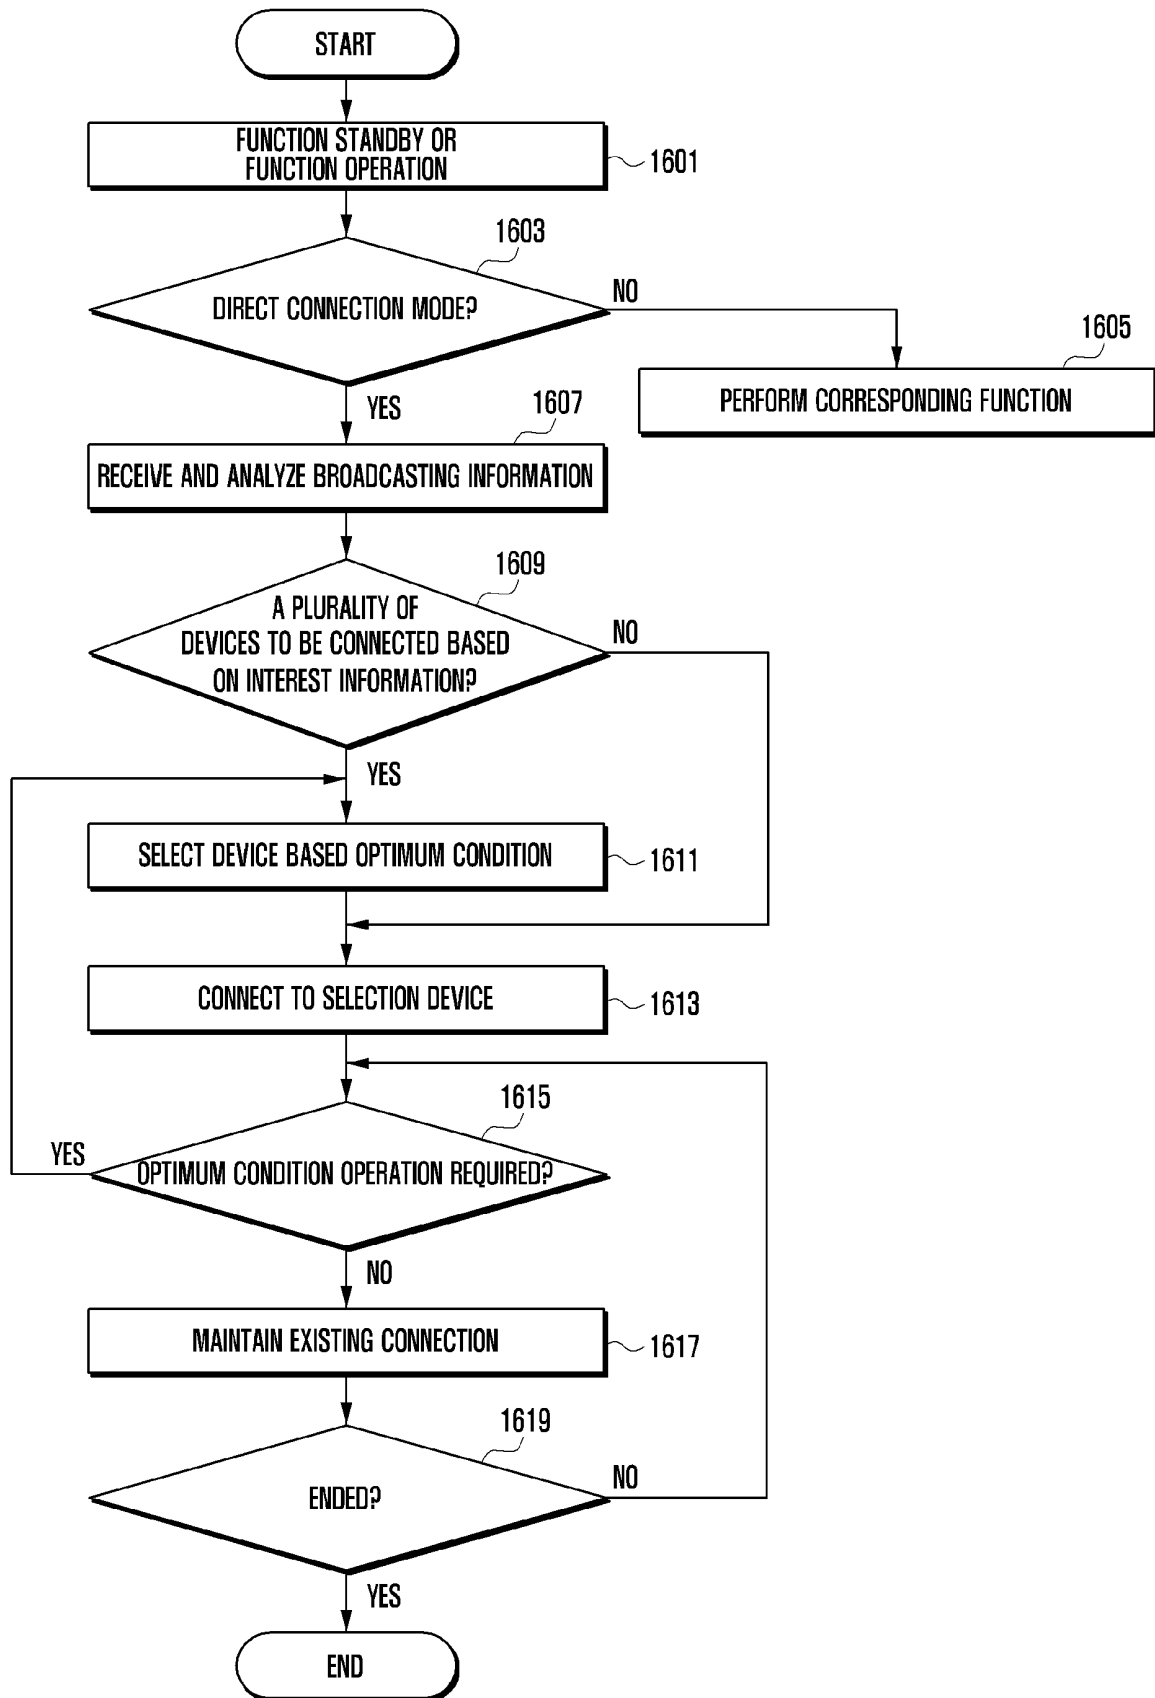 START
FUNCTION STANDBY OR
FUNCTION OPERATION
1601
1603
DIRECT CONNECTION MODE?
NO
1605
PERFORM CORRESPONDING FUNCTION
YES
1607
RECEIVE AND ANALYZE BROADCASTING INFORMATION
1609
A PLURALITY OF
DEVICES TO BE CONNECTED BASED
ON INTEREST INFORMATION?
NO
YES
SELECT DEVICE BASED OPTIMUM CONDITION
1611
CONNECT TO SELECTION DEVICE
1613
1615
YES
OPTIMUM CONDITION OPERATION REQUIRED?
NO
MAINTAIN EXISTING CONNECTION
1617
1619
ENDED?
NO
YES
END